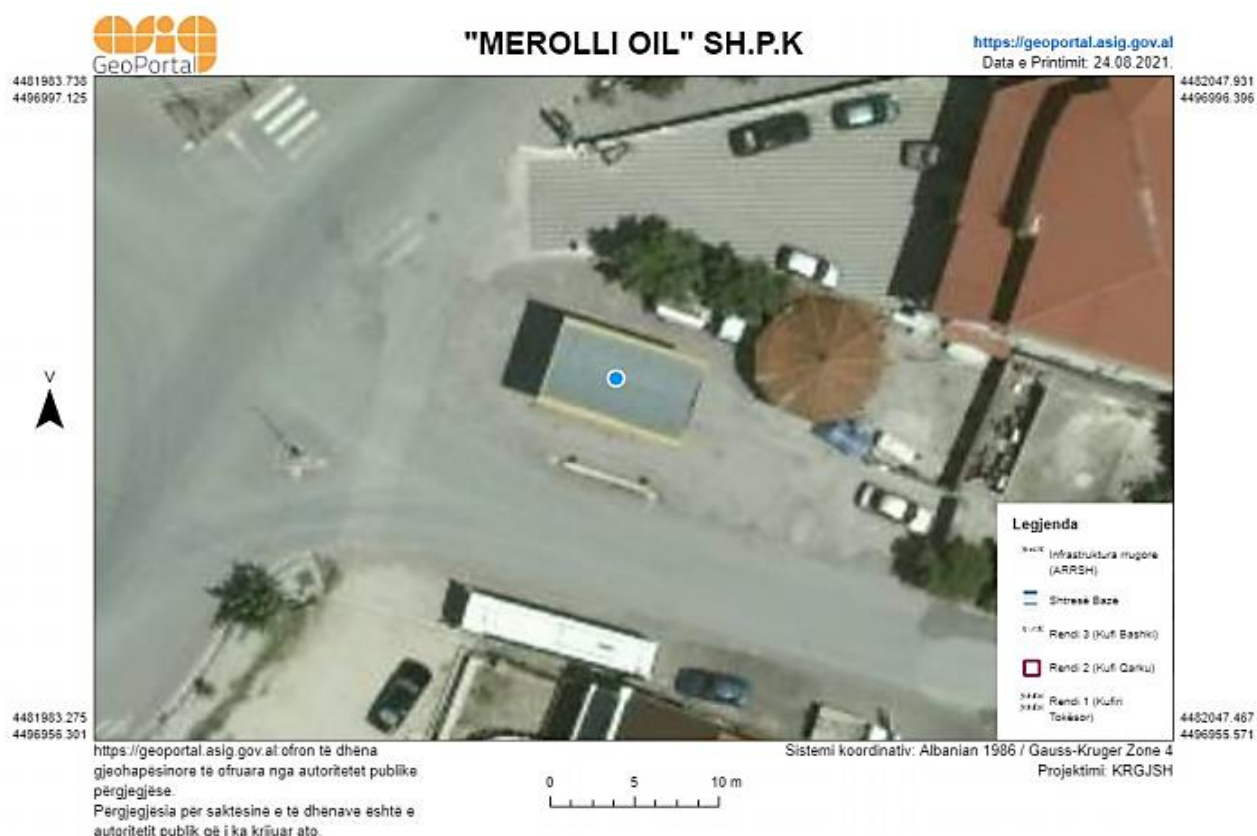 asig
GeoPortal
"MEROLLI OIL" SH.P.K
https://geoportal.asig.gov.al
Data e Printimit: 24.08.2021.
4481983.738
4496997.125
4482047.931
4496996.396
V
Legjenda
Infrastruktura rrugore
(ARRSH)
Shtresë Bazë
Rendi 3 (Kufi Bashki)
Rendi 2 (Kufi Qarku)
Rendi 1 (Kufiri
Tokësor)
4481983.275
4496956.301
4482047.467
4496955.571
https://geoportal.asig.gov.al ofron të dhëna
gjeohapësinore të ofruara nga autoritetet publike
përgjegjëse.
Përgjegjësia për saktësinë e të dhënave është e
autoritetit publik që i ka krijuar ato.
0 5 10 m
Sistemi koordinativ: Albanian 1986 / Gauss-Kruger Zone 4
Projektimi: KRGJSH